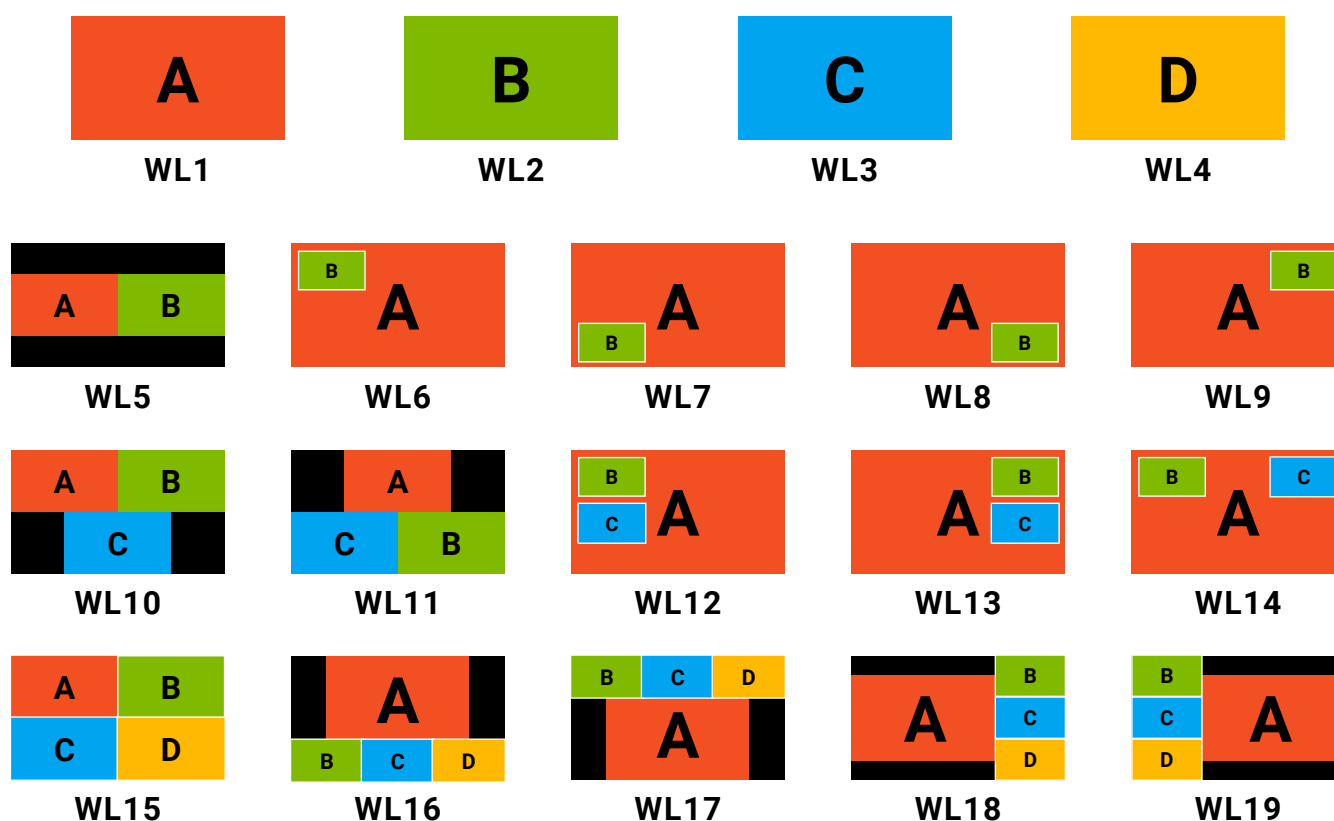 A B C D
WL1 WL2 WL3 WL4
A B
B A
A B
A B
A B
WL5 WL6 WL7 WL8 WL9
A B C
A C B
B C A
A B C
B A C
WL10 WL11 WL12 WL13 WL14
A B C D
A B C D
B C D A
A B C D
B C D A
WL15 WL16 WL17 WL18 WL19